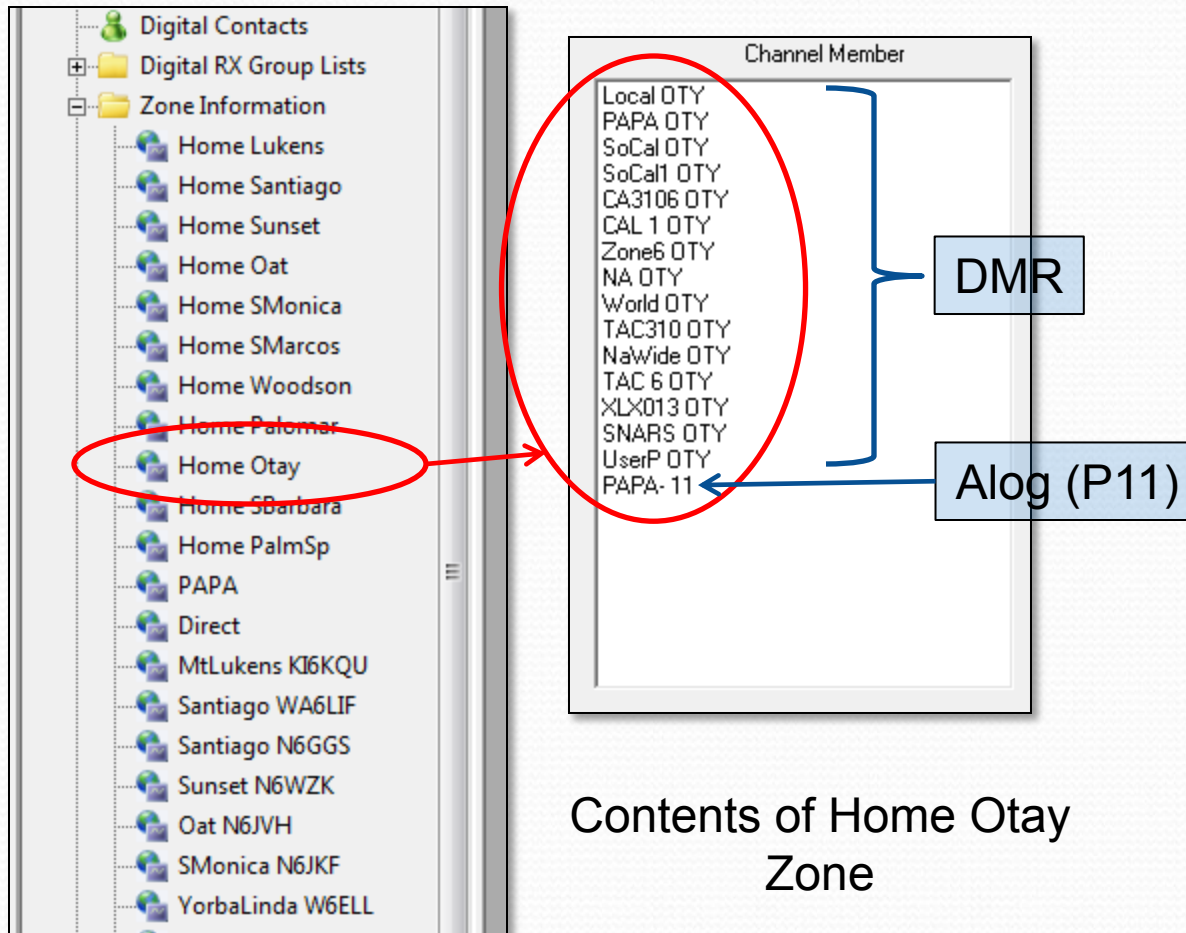 Digital Contacts
Digital RX Group Lists
Zone Information
Home Lukens
Home Santiago
Home Sunset
Home Oat
Home SMonica
Home SMarcos
Home Woodson
Home Palomar
Home Otay
Home SBarbara
Home PalmSp
PAPA
Direct
MtLukens KI6KQU
Santiago WA6LIF
Santiago N6GGS
Sunset N6WZK
Oat N6JVH
SMonica N6JKF
YorbaLinda W6ELL
Channel Member
Local OTY
PAPA OTY
SoCal OTY
SoCal1 OTY
CA3106 OTY
CAL 1 OTY
Zone6 OTY
NA OTY
World OTY
TAC310 OTY
NaWide OTY
TAC 6 OTY
XLX013 OTY
SNARS OTY
UserP OTY
PAPA- 11
DMR
Alog (P11)
Contents of Home Otay
Zone